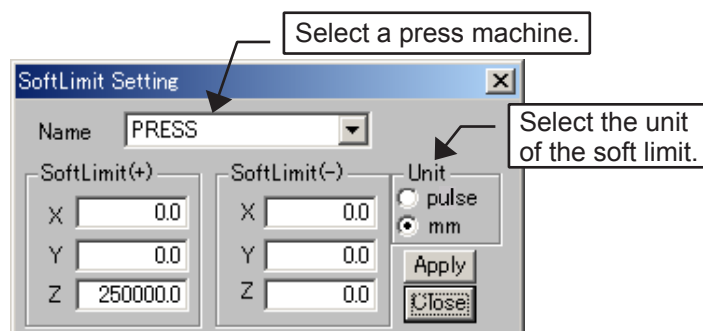 Select a press machine.
SoftLimit Setting
Name PRESS
Select the unit
of the soft limit.
SoftLimit(+) SoftLimit(-) Unit
X 0.0 X 0.0 pulse
mm
Y 0.0 Y 0.0 Apply
Z 250000.0 Z 0.0 Close